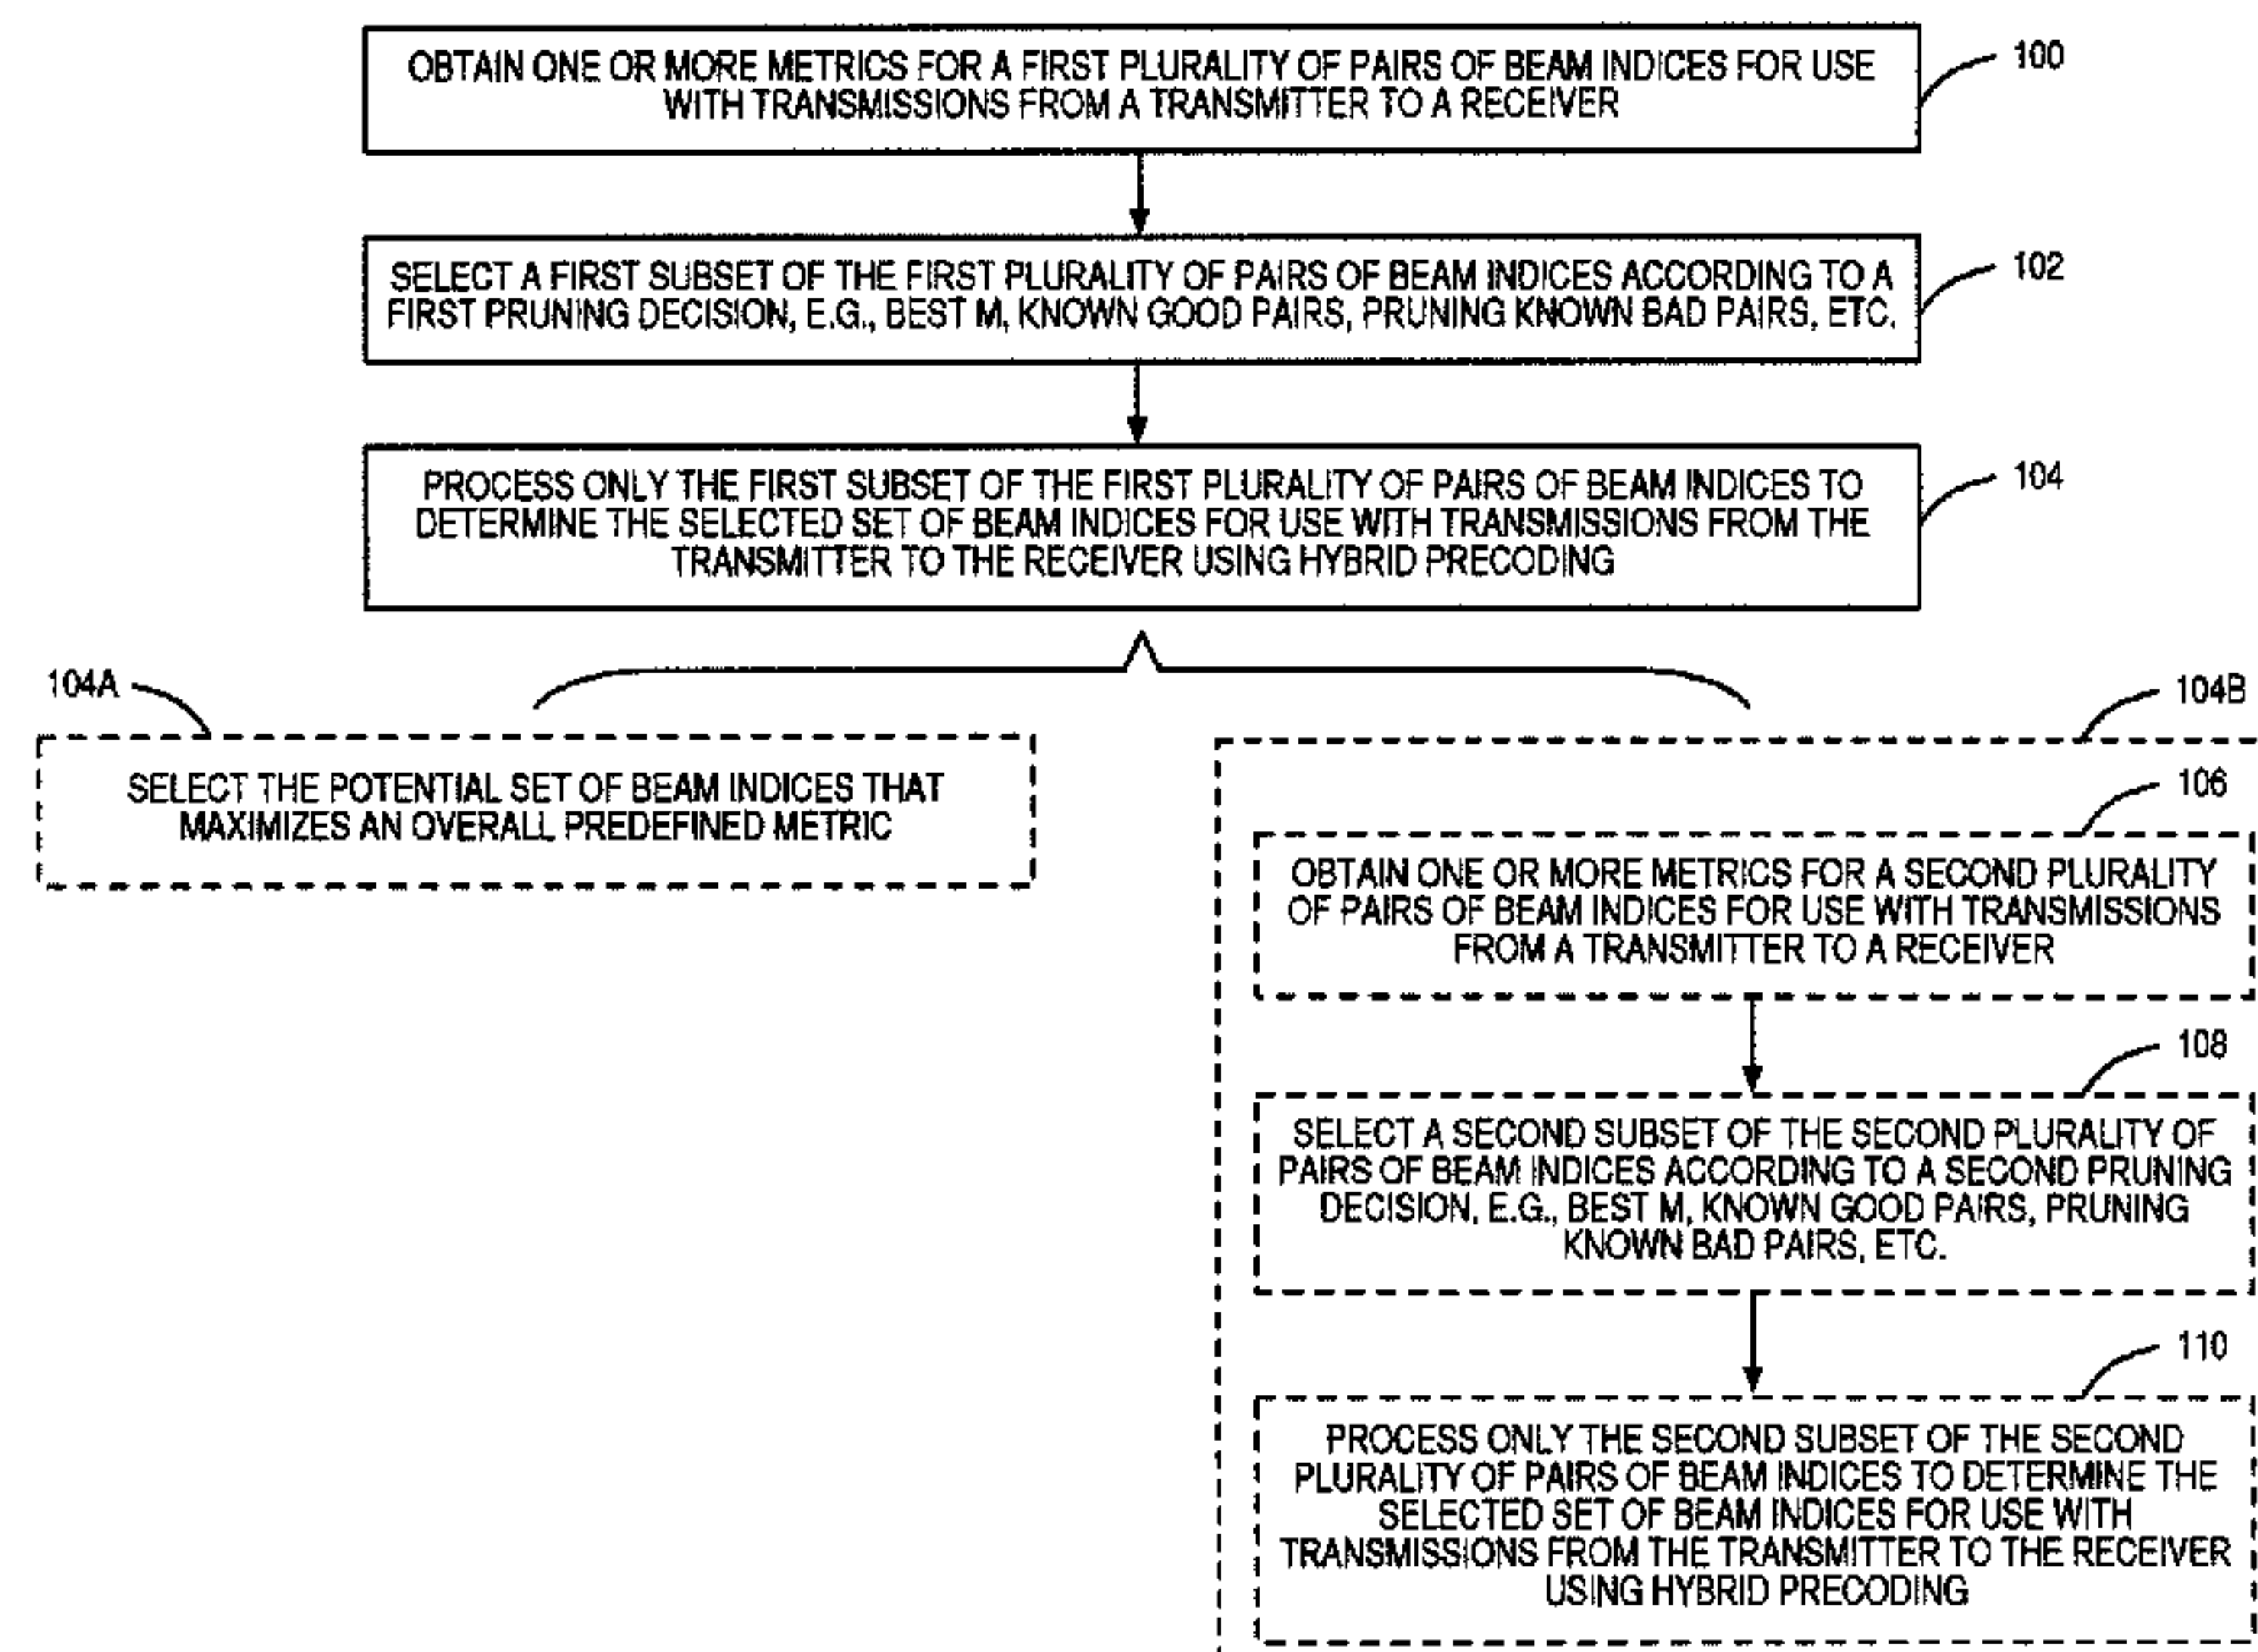 OBTAIN ONE OR MORE METRICS FOR A FIRST PLURALITY OF PAIRS OF BEAM INDICES FOR USE
WITH TRANSMISSIONS FROM A TRANSMITTER TO A RECEIVER
100
SELECT A FIRST SUBSET OF THE FIRST PLURALITY OF PAIRS OF BEAM INDICES ACCORDING TO A
FIRST PRUNING DECISION, E.G., BEST M, KNOWN GOOD PAIRS, PRUNING KNOWN BAD PAIRS, ETC.
102
PROCESS ONLY THE FIRST SUBSET OF THE FIRST PLURALITY OF PAIRS OF BEAM INDICES TO
DETERMINE THE SELECTED SET OF BEAM INDICES FOR USE WITH TRANSMISSIONS FROM THE
TRANSMITTER TO THE RECEIVER USING HYBRID PRECODING
104
104A
SELECT THE POTENTIAL SET OF BEAM INDICES THAT
MAXIMIZES AN OVERALL PREDEFINED METRIC
104B
106
OBTAIN ONE OR MORE METRICS FOR A SECOND PLURALITY
OF PAIRS OF BEAM INDICES FOR USE WITH TRANSMISSIONS
FROM A TRANSMITTER TO A RECEIVER
108
SELECT A SECOND SUBSET OF THE SECOND PLURALITY OF
PAIRS OF BEAM INDICES ACCORDING TO A SECOND PRUNING
DECISION, E.G., BEST M, KNOWN GOOD PAIRS, PRUNING
KNOWN BAD PAIRS, ETC.
110
PROCESS ONLY THE SECOND SUBSET OF THE SECOND
PLURALITY OF PAIRS OF BEAM INDICES TO DETERMINE THE
SELECTED SET OF BEAM INDICES FOR USE WITH
TRANSMISSIONS FROM THE TRANSMITTER TO THE RECEIVER
USING HYBRID PRECODING